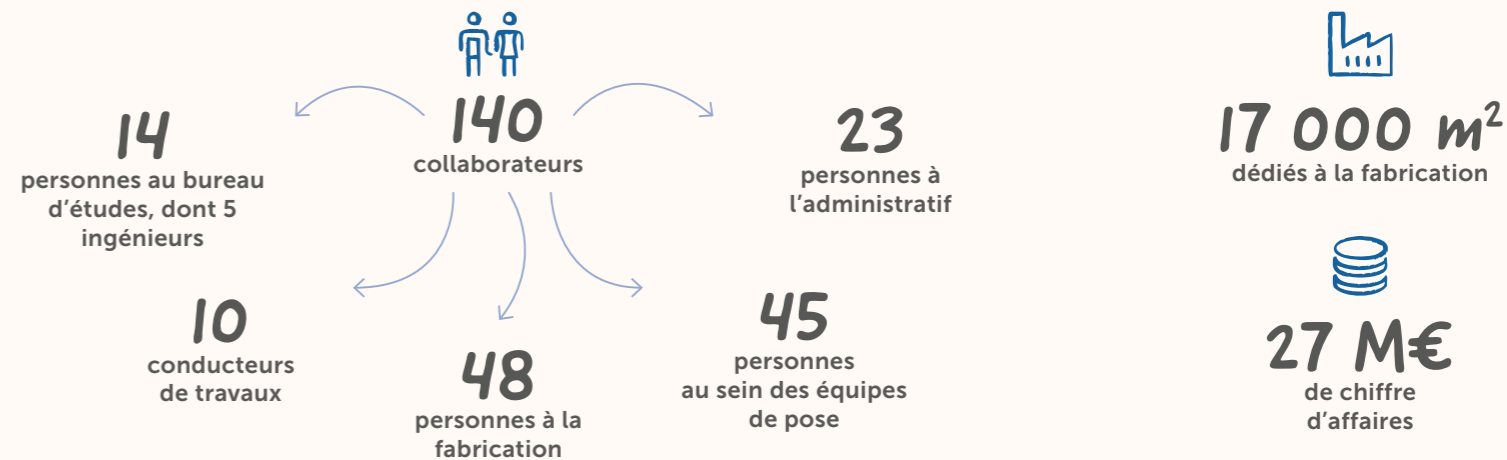 140
collaborateurs
14
personnes au bureau
d’études, dont 5
ingénieurs
23
personnes à
l’administratif
10
conducteurs
de travaux
48
personnes à la
fabrication
45
personnes
au sein des équipes
de pose
17 000 m²
dédiés à la fabrication
27 M€
de chiffre
d’affaires